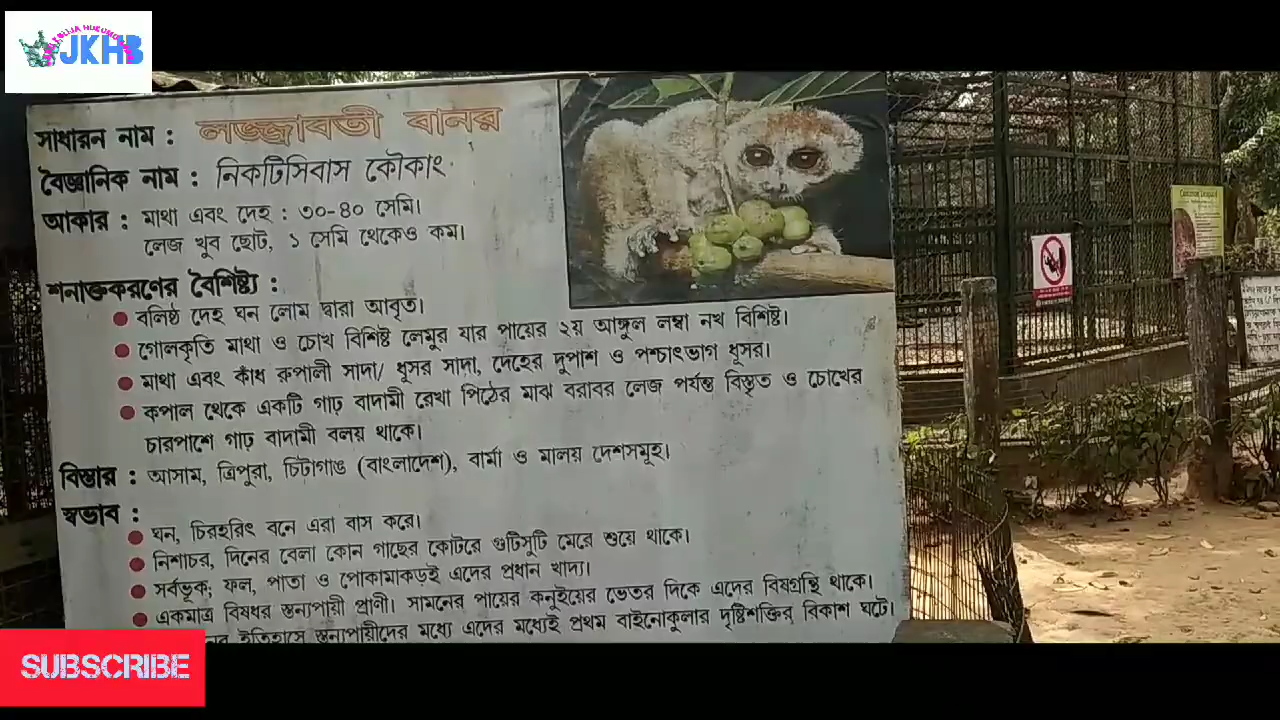 JKHB
সাধারন নাম : লজ্জাবতী বানর
বৈজ্ঞানিক নাম : নিকটিসিবাস কৌকাং
আকার : মাথা এবং দেহ : ৩০-৪০ সেমি।
লেজ খুব ছোট, ১ সেমি থেকেও কম।
শনাক্তকরণের বৈশিষ্ট্য :
বলিষ্ঠ দেহ ঘন লোম দ্বারা আবৃত।
গোলকৃতি মাথা ও চোখ বিশিষ্ট লেমুর যার পায়ের ২য় আঙ্গুল লম্বা নখ বিশিষ্ট।
মাথা এবং কাঁধ রুপালী সাদা/ ধূসর সাদা, দেহের দুপাশ ও পশ্চাৎভাগ ধূসর।
কপাল থেকে একটি গাঢ় বাদামী রেখা পিঠের মাঝ বরাবর লেজ পর্যন্ত বিস্তৃত ও চোখের
চারপাশে গাঢ় বাদামী বলয় থাকে।
বিস্তার : আসাম, ত্রিপুরা, চিটাগাঙ (বাংলাদেশ), বার্মা ও মালয় দেশসমূহ।
স্বভাব :
ঘন, চিরহরিৎ বনে এরা বাস করে।
নিশাচর, দিনের বেলা কোন গাছের কোটরে গুটিসুটি মেরে শুয়ে থাকে।
সর্বভূক; ফল, পাতা ও পোকামাকড়ই এদের প্রধান খাদ্য।
একমাত্র বিষধর স্তন্যপায়ী প্রাণী। সামনের পায়ের কনুইয়ের ভেতর দিকে এদের বিষগ্রন্থি থাকে।
ইতিহাসে স্তন্যপায়ীদের মধ্যে এদের মধ্যেই প্রথম বাইনোকুলার দৃষ্টিশক্তির বিকাশ ঘটে।
SUBSCRIBE